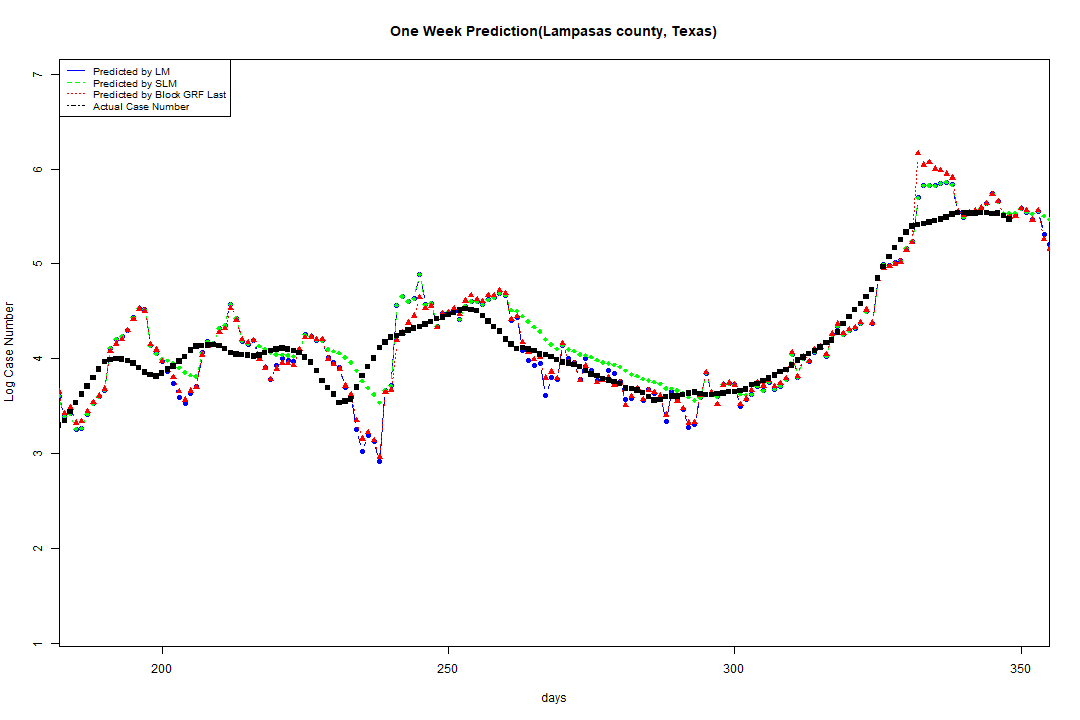 One Week Prediction(Lampasas county, Texas)
Predicted by LM
Predicted by SLM
Predicted by Block GRF Last
Actual Case Number
7
6
5
4
3
2
1
Log Case Number
200
250
300
350
days